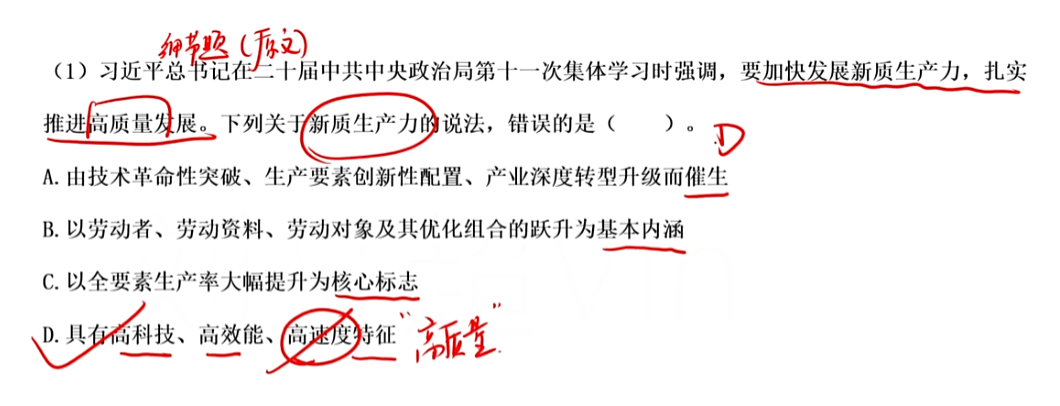 细节题（原文）
（1）习近平总书记在二十届中共中央政治局第十一次集体学习时强调，要加快发展新质生产力，扎实
推进高质量发展。下列关于新质生产力的说法，错误的是（　　）。 D
A.由技术革命性突破、生产要素创新性配置、产业深度转型升级而催生
B.以劳动者、劳动资料、劳动对象及其优化组合的跃升为基本内涵
C.以全要素生产率大幅提升为核心标志
D.具有高科技、高效能、高速度特征 “高质量”